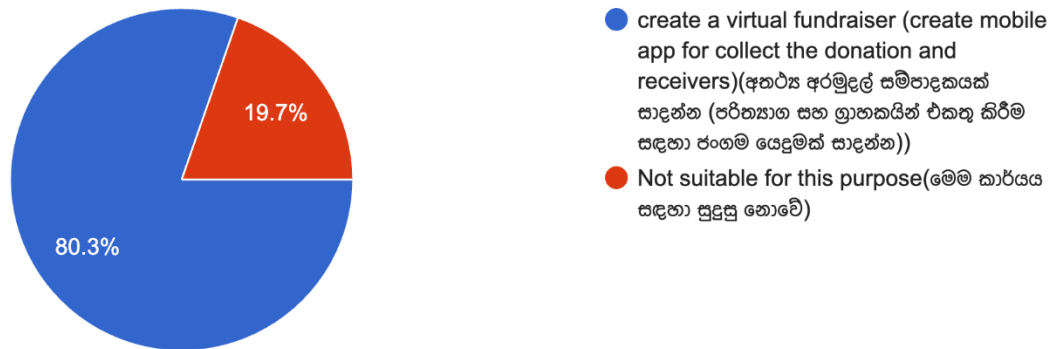 19.7%
80.3%
create a virtual fundraiser (create mobile
app for collect the donation and
receivers)(අතථ්‍ය අරමුදල් සම්පාදකයක්
සාදන්න (පරිත්‍යාග සහ ග්‍රාහකයින් එකතු කිරීම
සඳහා ජංගම යෙදුමක් සාදන්න))
Not suitable for this purpose(මෙම කාර්යය
සඳහා සුදුසු නොවේ)